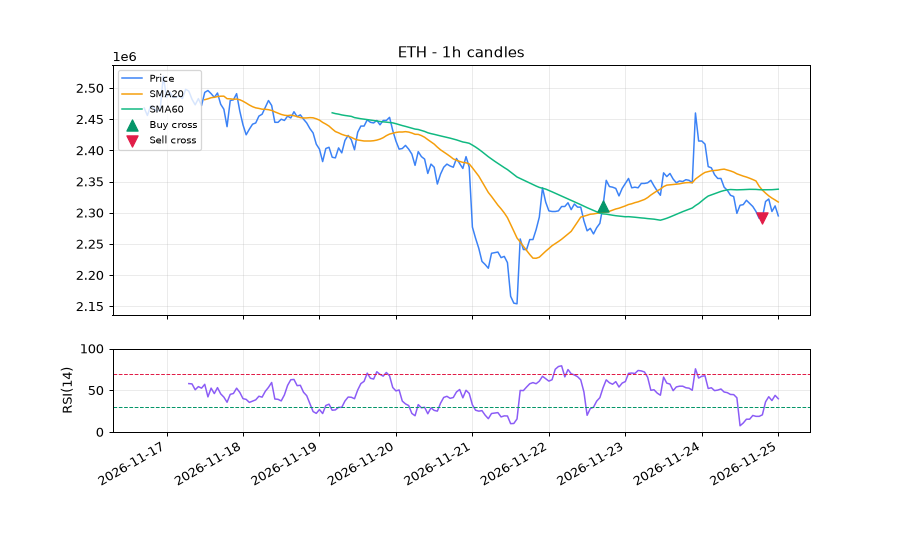 ETH - 1h candles
1e6
Price
SMA20
SMA60
Buy cross
Sell cross
2.50
2.45
2.40
2.35
2.30
2.25
2.20
2.15
100
50
0
RSI(14)
2026-11-17
2026-11-18
2026-11-19
2026-11-20
2026-11-21
2026-11-22
2026-11-23
2026-11-24
2026-11-25